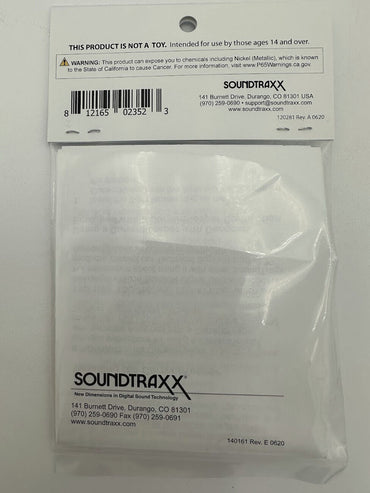 THIS PRODUCT IS NOT A TOY. Intended for use by those ages 14 and over.
WARNING: This product can expose you to chemicals including Nickel (Metallic), which is known
to the State of California to cause Cancer. For more information, visit www.P65Warnings.ca.gov.
SOUNDTRAXX
141 Burnett Drive, Durango, CO 81301 USA
(970) 259-0690 • support@soundtraxx.com
www.soundtraxx.com
8 12165 02352 3
120281 Rev. A 0620
SOUNDTRAXX®
New Dimensions in Digital Sound Technology
141 Burnett Drive, Durango, CO 81301
(970) 259-0690 Fax (970) 259-0691
www.soundtraxx.com
140161 Rev. E 0620